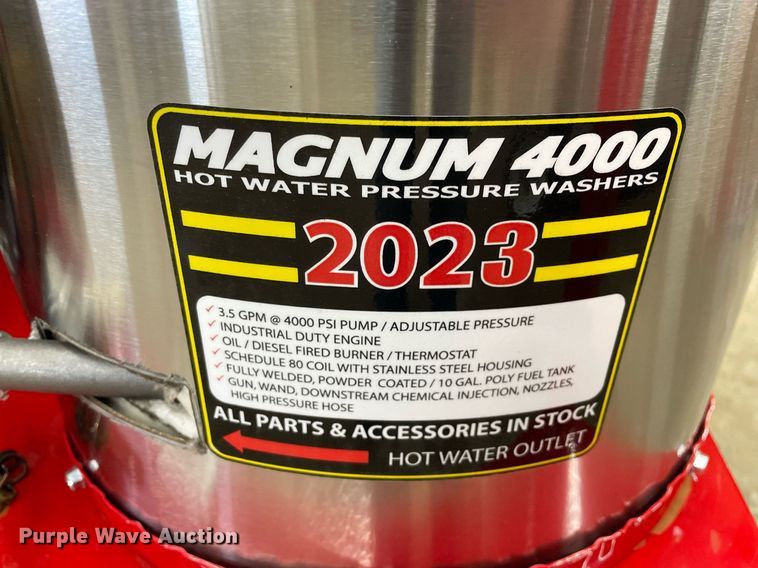 MAGNUM 4000
HOT WATER PRESSURE WASHERS
2023
✓ 3.5 GPM @ 4000 PSI PUMP / ADJUSTABLE PRESSURE
✓ INDUSTRIAL DUTY ENGINE
✓ OIL / DIESEL FIRED BURNER / THERMOSTAT
✓ SCHEDULE 80 COIL WITH STAINLESS STEEL HOUSING
✓ FULLY WELDED, POWDER COATED / 10 GAL. POLY FUEL TANK
✓ GUN, WAND, DOWNSTREAM CHEMICAL INJECTION, NOZZLES,
HIGH PRESSURE HOSE
ALL PARTS & ACCESSORIES IN STOCK
HOT WATER OUTLET
Purple Wave Auction